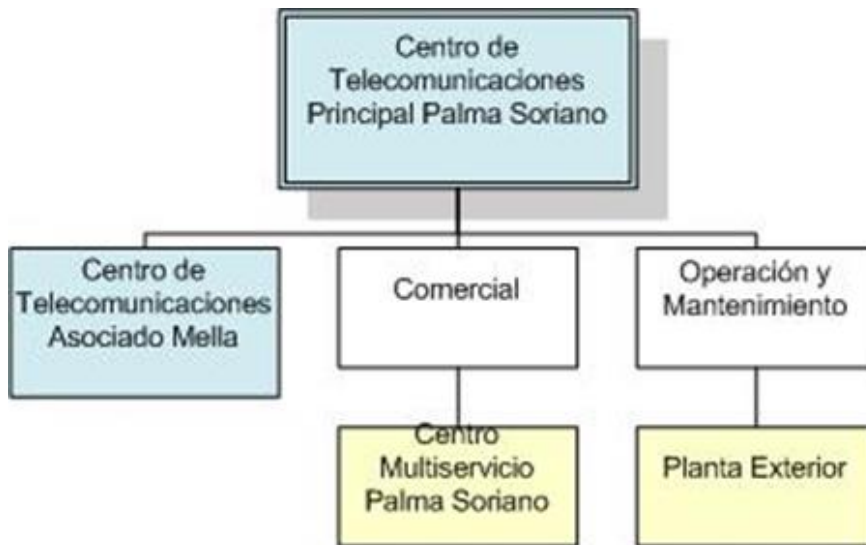 Centro de
Telecomunicaciones
Principal Palma Soriano
Centro de
Telecomunicaciones
Asociado Mella
Comercial
Operación y
Mantenimiento
Centro
Multiservicio
Palma Soriano
Planta Exterior